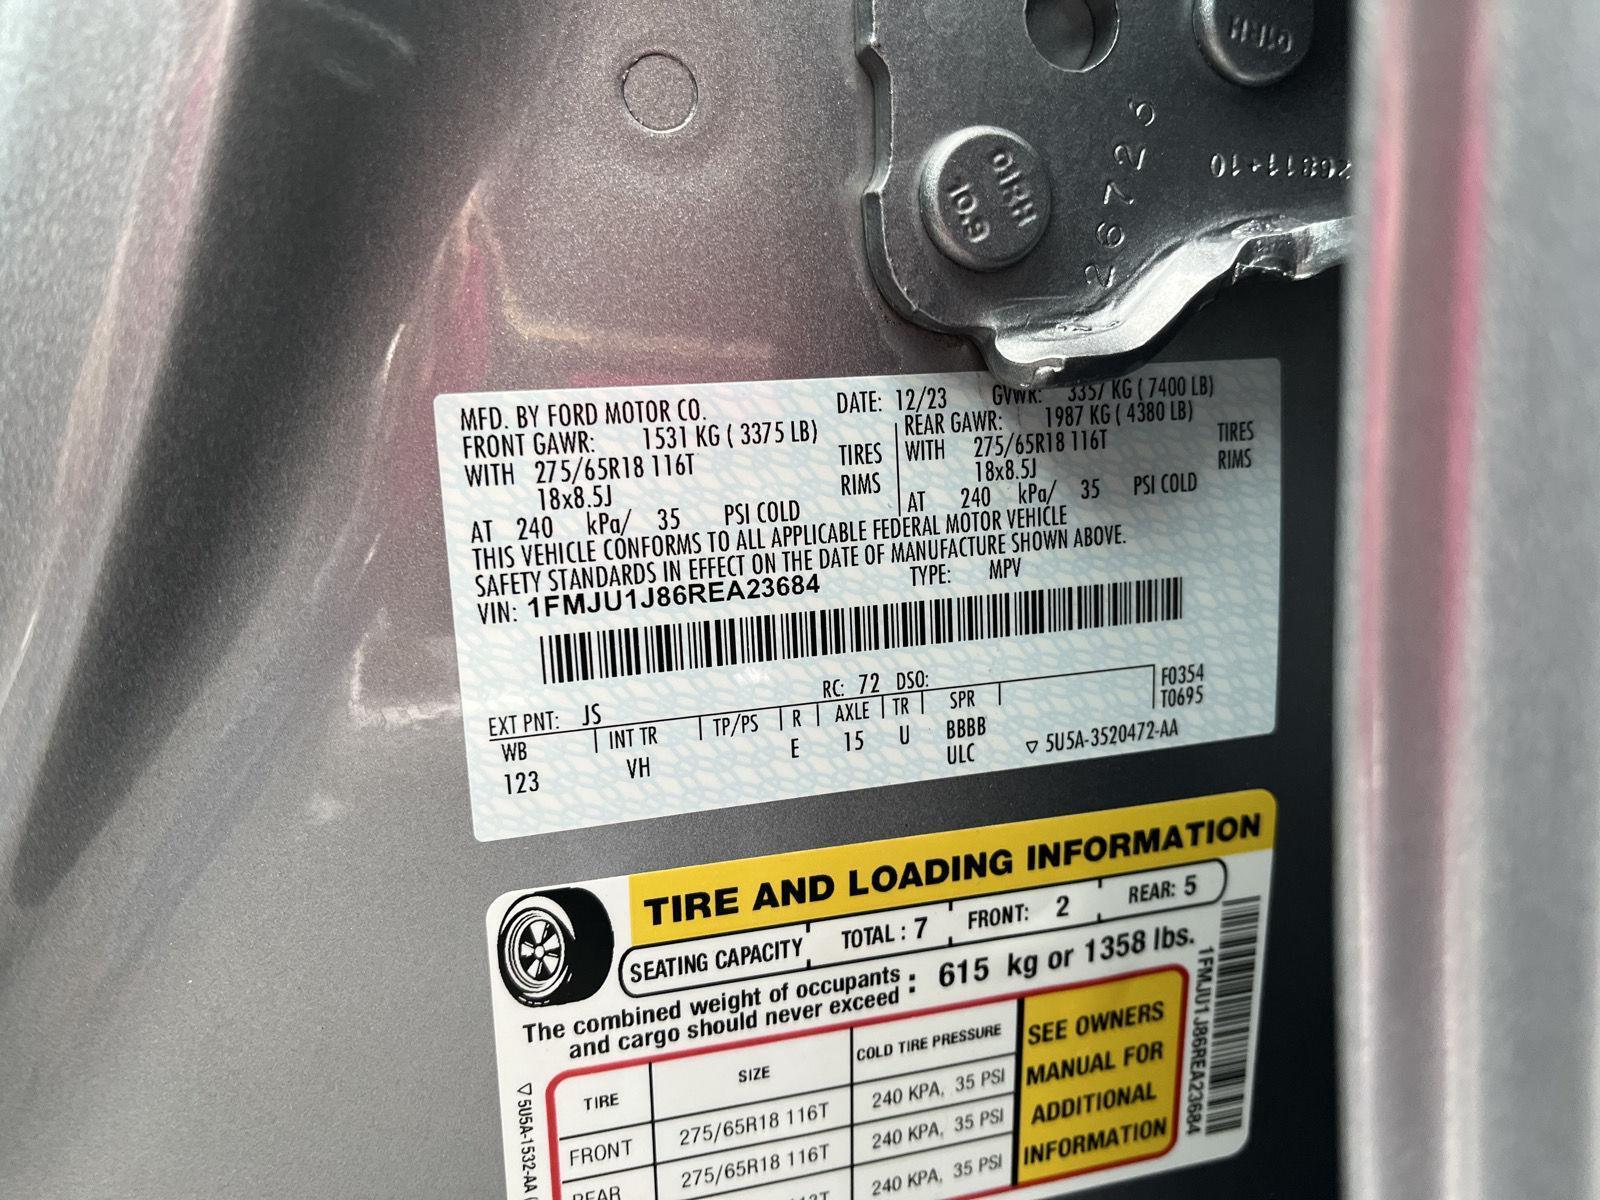 01RH
01RH
10.9
26726
MFD. BY FORD MOTOR CO. DATE: 12/23 GVWR: 3357 KG ( 7400 LB)
FRONT GAWR: 1531 KG ( 3375 LB) REAR GAWR: 1987 KG ( 4380 LB)
WITH 275/65R18 116T TIRES WITH 275/65R18 116T TIRES
18x8.5J RIMS 18x8.5J RIMS
AT 240 kPa/ 35 PSI COLD AT 240 kPa/ 35 PSI COLD
THIS VEHICLE CONFORMS TO ALL APPLICABLE FEDERAL MOTOR VEHICLE
SAFETY STANDARDS IN EFFECT ON THE DATE OF MANUFACTURE SHOWN ABOVE.
VIN: 1FMJU1J86REA23684 TYPE: MPV
EXT PNT: JS RC: 72 DSO: F0354
WB INT TR TP/PS R AXLE TR SPR T0695
123 VH E 15 U BBBB
ULC ▽ 5U5A-3520472-AA
TIRE AND LOADING INFORMATION
SEATING CAPACITY TOTAL : 7 FRONT: 2 REAR: 5
The combined weight of occupants
and cargo should never exceed : 615 kg or 1358 lbs.
TIRE SIZE COLD TIRE PRESSURE
FRONT 275/65R18 116T 240 KPA, 35 PSI
REAR 275/65R18 116T 240 KPA, 35 PSI
240 KPA, 35 PSI
SEE OWNERS
MANUAL FOR
ADDITIONAL
INFORMATION
1FMJU1J86REA23684
▽ 5U5A-1532-AA